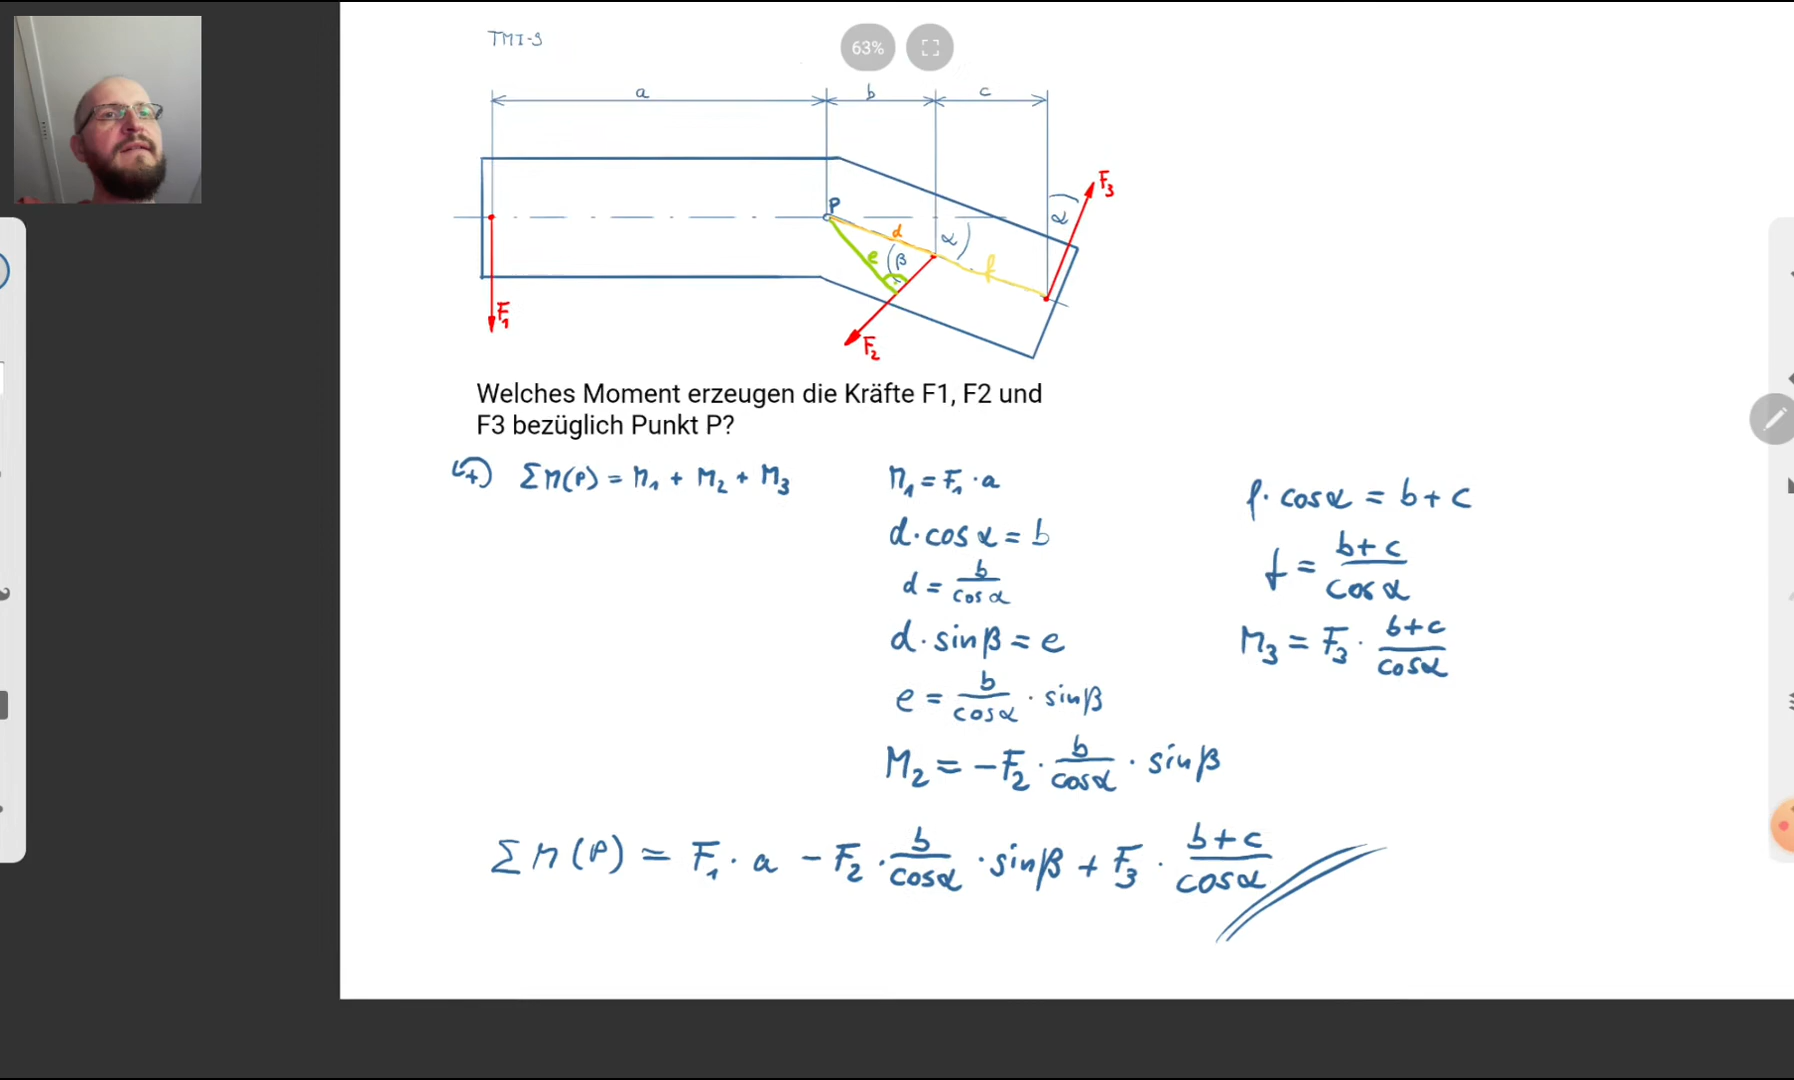 TM1-9
63%
a b c
P
F₃
α
d α
e β f
F₁
F₂
Welches Moment erzeugen die Kräfte F1, F2 und
F3 bezüglich Punkt P?
+ ΣM(P) = M₁ + M₂ + M₃
M₁ = F₁ · a
d · cos α = b
d = b / cos α
d · sin β = e
e = b / cos α · sin β
M₂ = -F₂ · b / cos α · sin β
f · cos α = b + c
f = b + c / cos α
M₃ = F₃ · b + c / cos α
ΣM(P) = F₁ · a - F₂ · b / cos α · sin β + F₃ · b + c / cos α